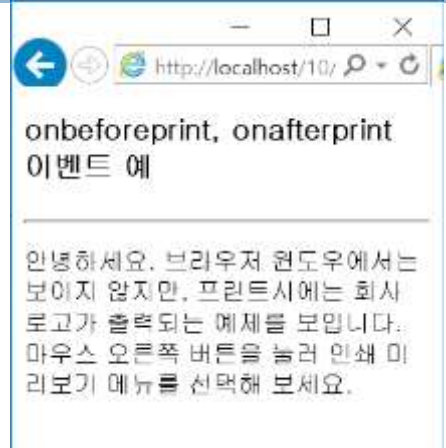 http://localhost/10/
onbeforeprint, onafterprint
이벤트 예
안녕하세요. 브라우저 윈도우에서는
보이지 않지만, 프린트시에는 회사
로고가 출력되는 예제를 보입니다.
마우스 오른쪽 버튼을 눌러 인쇄 미
리보기 메뉴를 선택해 보세요.